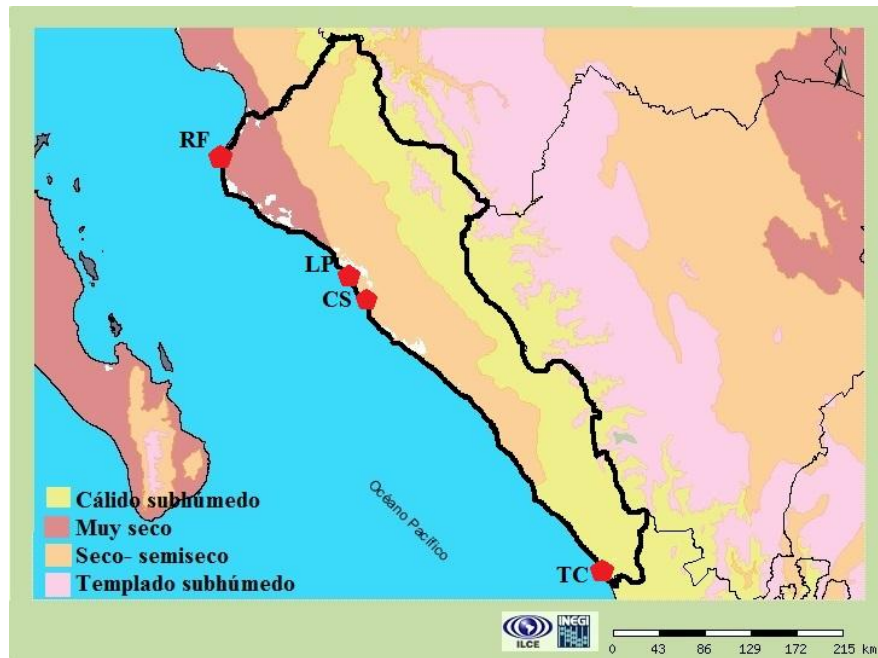 N
RF
LP
CS
Cálido subhúmedo
Muy seco
Seco- semiseco
Templado subhúmedo
Océano Pacífico
TC
ILCE
INEGI
0 43 86 129 172 215 km